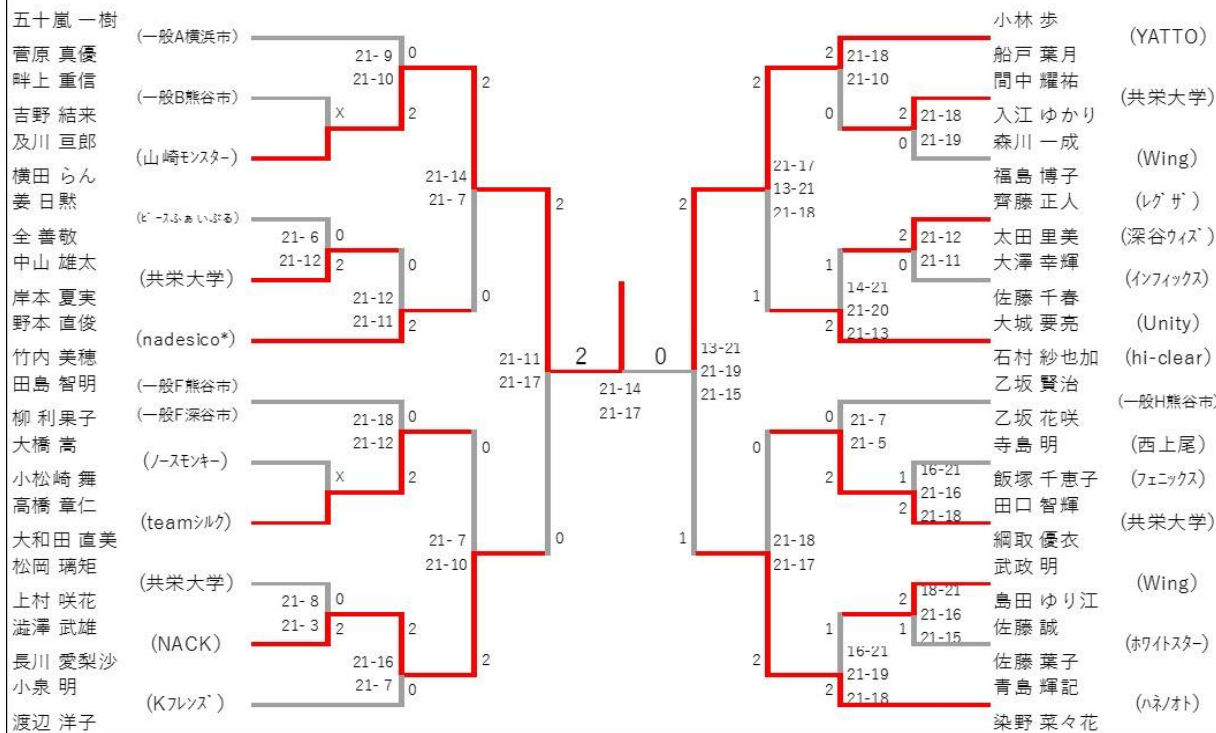 五十嵐 一樹
(一般A横浜市)
菅原 真優
畔上 重信
(一般B熊谷市)
吉野 結来
及川 亘郎
(山崎ﾓﾝｽﾀｰ)
横田 らん
姜 日黙
(ﾋﾟｰｽふぁいぶる)
全 善敬
中山 雄太
(共栄大学)
岸本 夏実
野本 直俊
(nadesico*)
竹内 美穂
田島 智明
(一般F熊谷市)
(一般F深谷市)
柳 利果子
大橋 嵩
(ﾉｰｽﾓﾝｷｰ)
小松崎 舞
高橋 章仁
(teamｼﾙｸ)
大和田 直美
松岡 璃矩
(共栄大学)
上村 咲花
澁澤 武雄
(NACK)
長川 愛梨沙
小泉 明
(Kﾌﾚﾝｽﾞ)
渡辺 洋子
21- 9
21-10
0
2
X
21- 6
21-12
0
2
21-12
21-11
0
2
21-14
21- 7
2
0
21-18
21-12
0
2
X
21- 8
21- 3
0
2
21-16
21- 7
2
0
21- 7
21-10
0
2
21-11
21-17
2
0
2
0
21-14
21-17
13-21
21-19
21-15
2
1
21-17
13-21
21-18
2
1
21-18
21-10
2
0
21-18
21-19
2
0
21-12
21-11
2
0
14-21
21-20
21-13
1
2
21-18
21-17
0
2
21- 7
21- 5
0
2
16-21
21-16
21-18
1
2
18-21
21-16
21-15
2
1
16-21
21-19
21-18
1
2
小林 歩
(YATTO)
船戸 葉月
間中 耀祐
(共栄大学)
入江 ゆかり
森川 一成
(Wing)
福島 博子
齊藤 正人
(ﾚｸﾞｻﾞ)
太田 里美
(深谷ｳｨｽﾞ)
大澤 幸輝
(ｲﾝﾌｨｯｸｽ)
佐藤 千春
大城 要亮
(Unity)
石村 紗也加
(hi-clear)
乙坂 賢治
(一般H熊谷市)
乙坂 花咲
寺島 明
(西上尾)
飯塚 千恵子
(ﾌｪﾆｯｸｽ)
田口 智輝
(共栄大学)
綱取 優衣
武政 明
(Wing)
島田 ゆり江
佐藤 誠
(ﾎﾜｲﾄｽﾀｰ)
佐藤 葉子
青島 輝記
(ﾊﾈﾉｵﾄ)
染野 菜々花